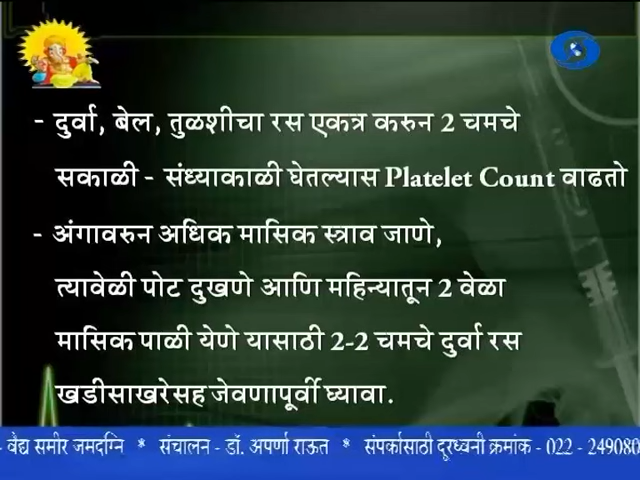 - दुर्वा, बेल, तुळशीचा रस एकत्र करुन 2 चमचे
सकाळी - संध्याकाळी घेतल्यास Platelet Count वाढतो
- अंगावरुन अधिक मासिक स्त्राव जाणे,
त्यावेळी पोट दुखणे आणि महिन्यातून 2 वेळा
मासिक पाळी येणे यासाठी 2-2 चमचे दुर्वा रस
खडीसाखरेसह जेवणापूर्वी घ्यावा.
- वैद्य समीर जमदग्नि * संचालन - डॉ. अपर्णा राऊत * संपर्कासाठी दूरध्वनी क्रमांक - 022 - 249080